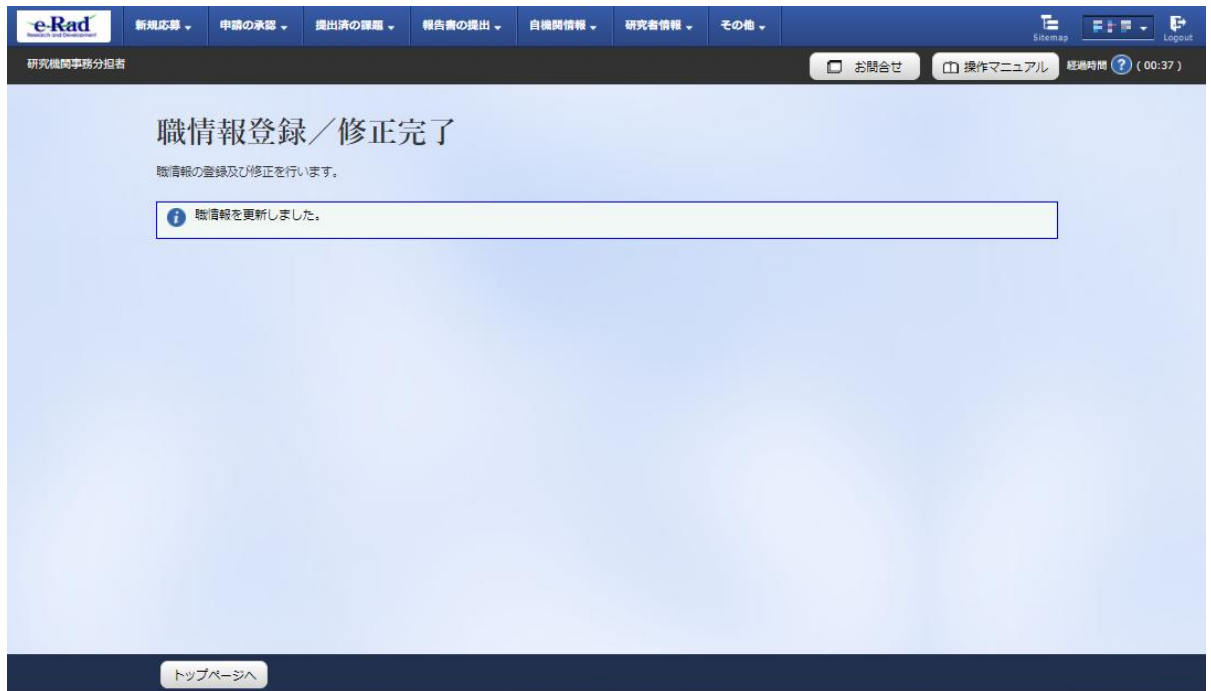 e-Rad
Research and Development
新規応募
申請の承認
提出済の課題
報告書の提出
自機関情報
研究者情報
その他
Sitemap
Logout
研究機関事務分担者
お問合せ
操作マニュアル
経過時間 ? ( 00:37 )
職情報登録／修正完了
職情報の登録及び修正を行います。
職情報を更新しました。
トップページへ